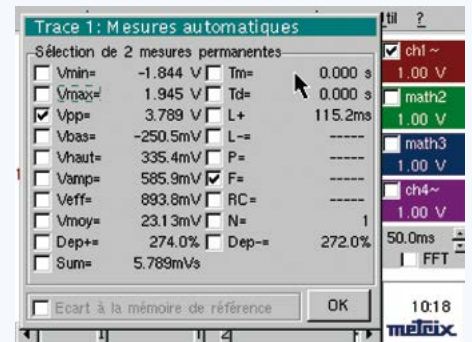 Trace 1: Mesures automatiques
Sélection de 2 mesures permanentes
Vmin= -1.844 V Tm= 0.000 s
Vmax= 1.945 V Td= 0.000 s
Vpp= 3.789 V L+ 115.2ms
Vbas= -250.5mV L-= -----
Vhaut= 335.4mV P= -----
Vamp= 585.9mV F= -----
Veff= 893.8mV RC= -----
Vmoy= 23.13mV N= 1
Dep+= 274.0% Dep-= 272.0%
Sum= 5.789mVs
Ecart à la mémoire de référence
OK
til ?
ch1~
1.00 V
math2
1.00 V
math3
1.00 V
ch4~
1.00 V
50.0ms
FFT
10:18
metrix